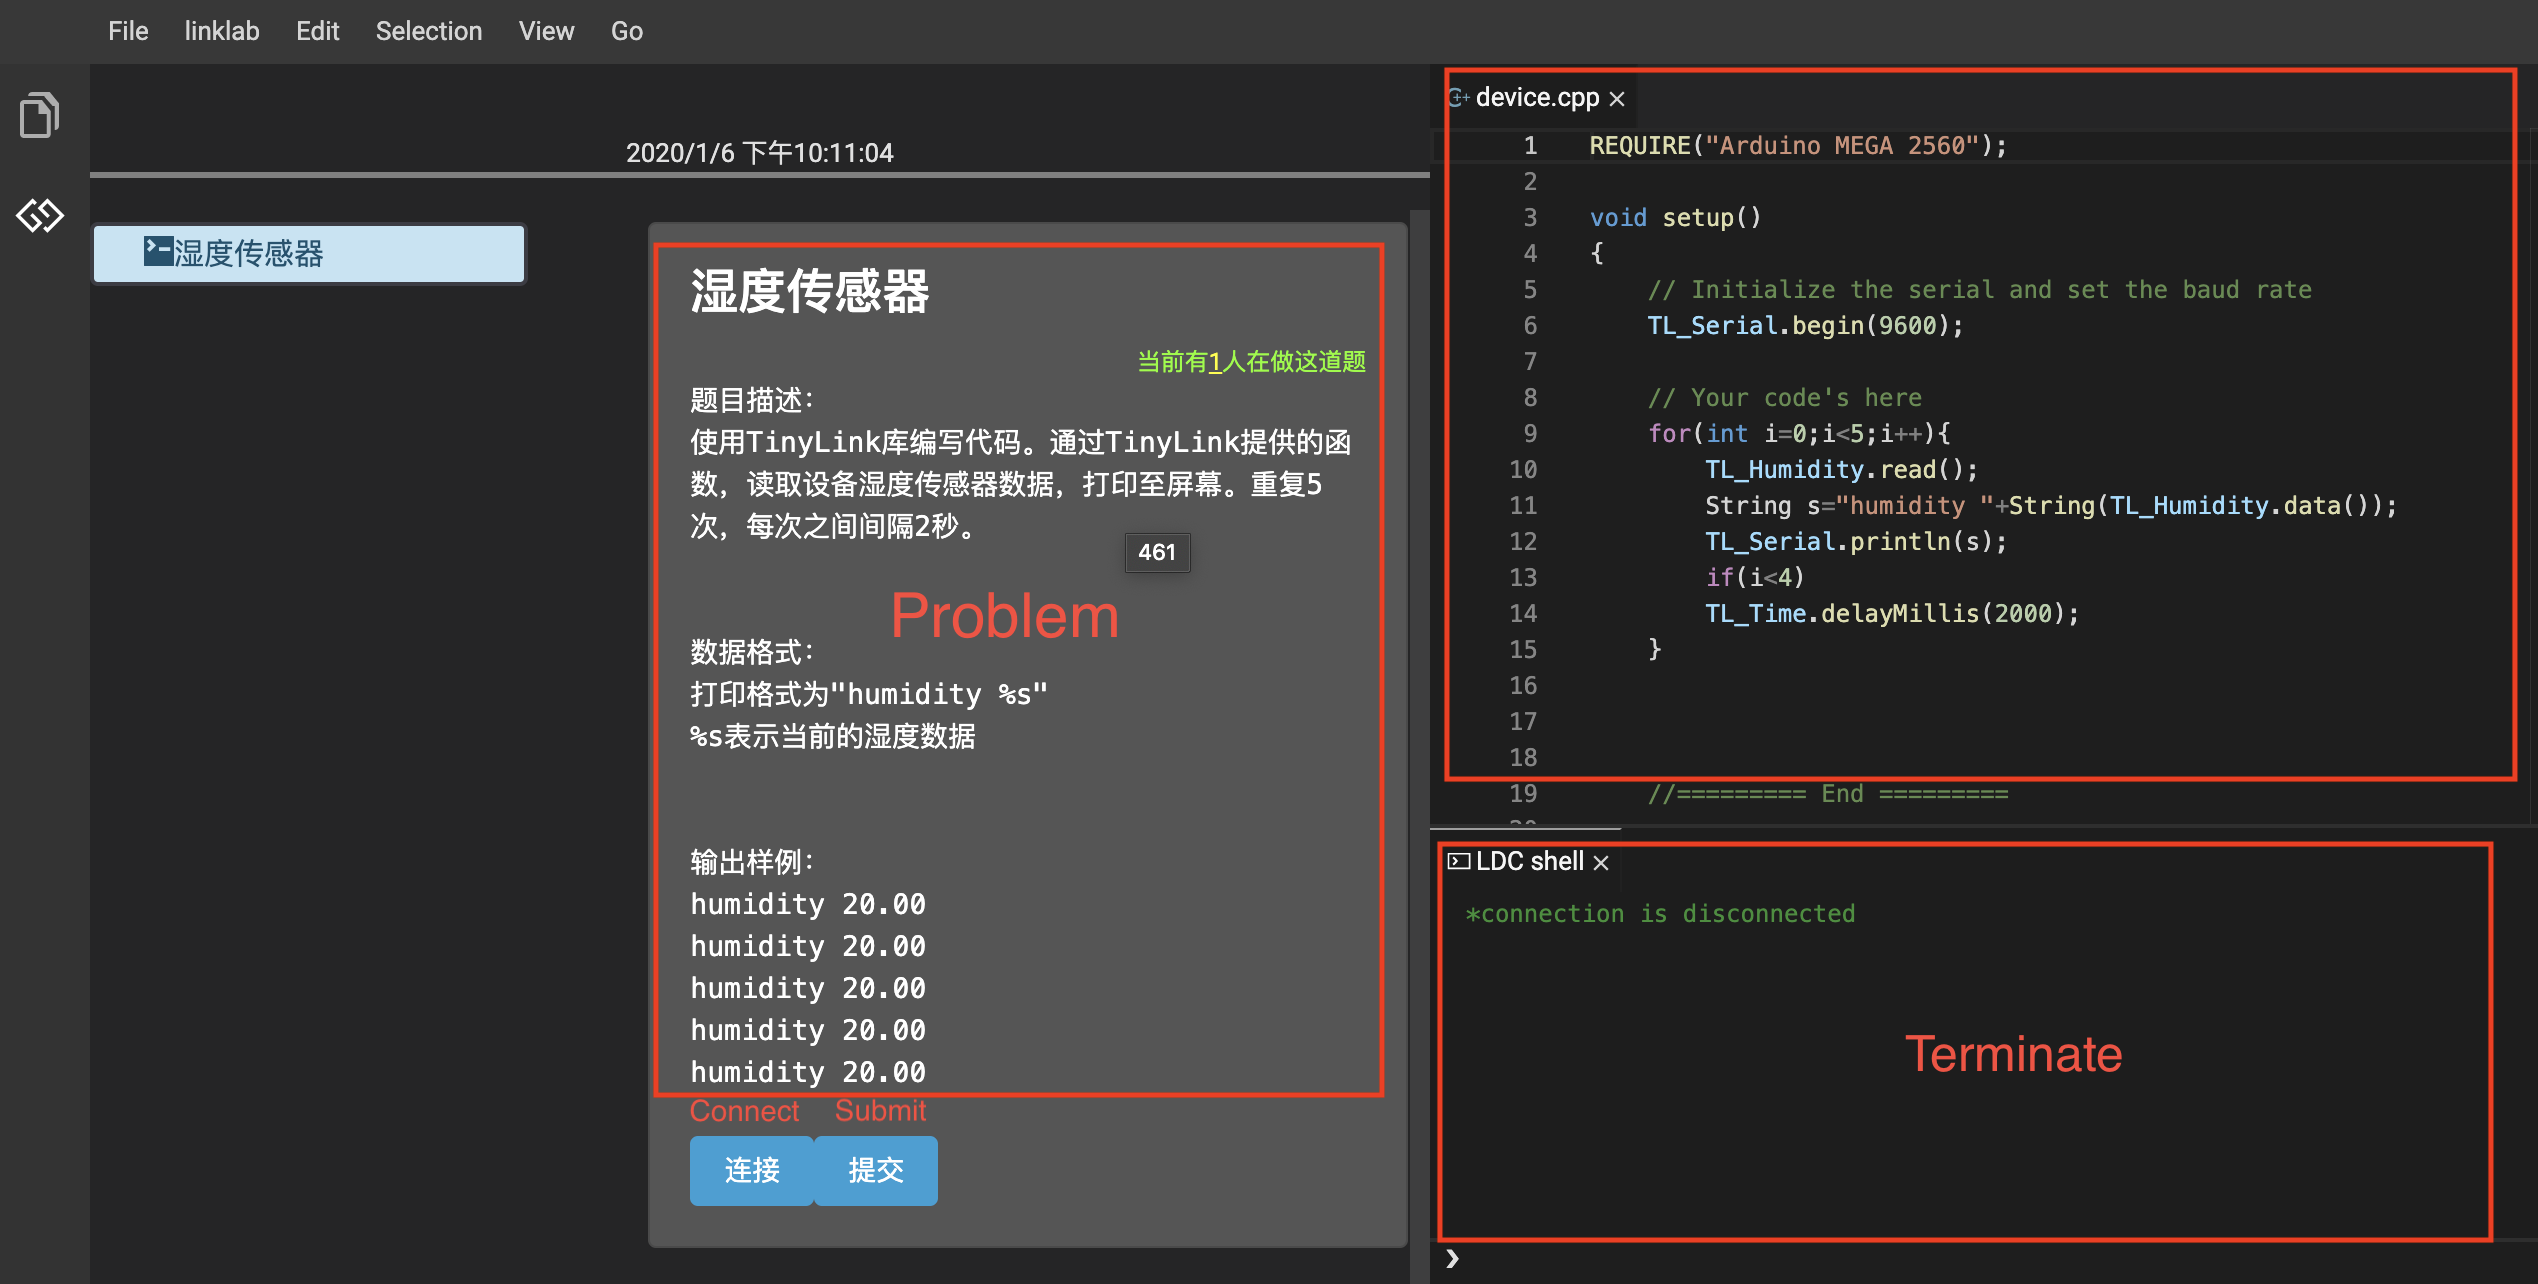 File linklab Edit Selection View Go
2020/1/6 下午10:11:04
湿度传感器
湿度传感器
当前有1人在做这道题
题目描述：
使用TinyLink库编写代码。通过TinyLink提供的函
数，读取设备湿度传感器数据，打印至屏幕。重复5
次，每次之间间隔2秒。
461
Problem
数据格式：
打印格式为"humidity %s"
%s表示当前的湿度数据
输出样例：
humidity 20.00
humidity 20.00
humidity 20.00
humidity 20.00
humidity 20.00
Connect Submit
连接 提交
device.cpp
1 REQUIRE("Arduino MEGA 2560");
2
3 void setup()
4 {
5 // Initialize the serial and set the baud rate
6 TL_Serial.begin(9600);
7
8 // Your code's here
9 for(int i=0;i<5;i++){
10 TL_Humidity.read();
11 String s="humidity "+String(TL_Humidity.data());
12 TL_Serial.println(s);
13 if(i<4)
14 TL_Time.delayMillis(2000);
15 }
16
17
18
19 //========= End =========
LDC shell
*connection is disconnected
Terminate